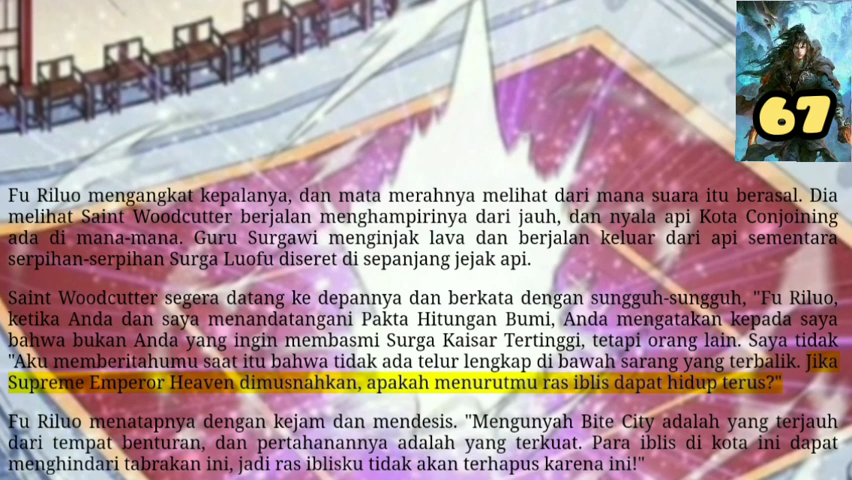 67
Fu Riluo mengangkat kepalanya, dan mata merahnya melihat dari mana suara itu berasal. Dia
melihat Saint Woodcutter berjalan menghampirinya dari jauh, dan nyala api Kota Conjoining
ada di mana-mana. Guru Surgawi menginjak lava dan berjalan keluar dari api sementara
serpihan-serpihan Surga Luofu diseret di sepanjang jejak api.
Saint Woodcutter segera datang ke depannya dan berkata dengan sungguh-sungguh, "Fu Riluo,
ketika Anda dan saya menandatangani Pakta Hitungan Bumi, Anda mengatakan kepada saya
bahwa bukan Anda yang ingin membasmi Surga Kaisar Tertinggi, tetapi orang lain. Saya tidak
"Aku memberitahumu saat itu bahwa tidak ada telur lengkap di bawah sarang yang terbalik. Jika
Supreme Emperor Heaven dimusnahkan, apakah menurutmu ras iblis dapat hidup terus?"
Fu Riluo menatapnya dengan kejam dan mendesis. "Mengunyah Bite City adalah yang terjauh
dari tempat benturan, dan pertahanannya adalah yang terkuat. Para iblis di kota ini dapat
menghindari tabrakan ini, jadi ras iblisku tidak akan terhapus karena ini!"